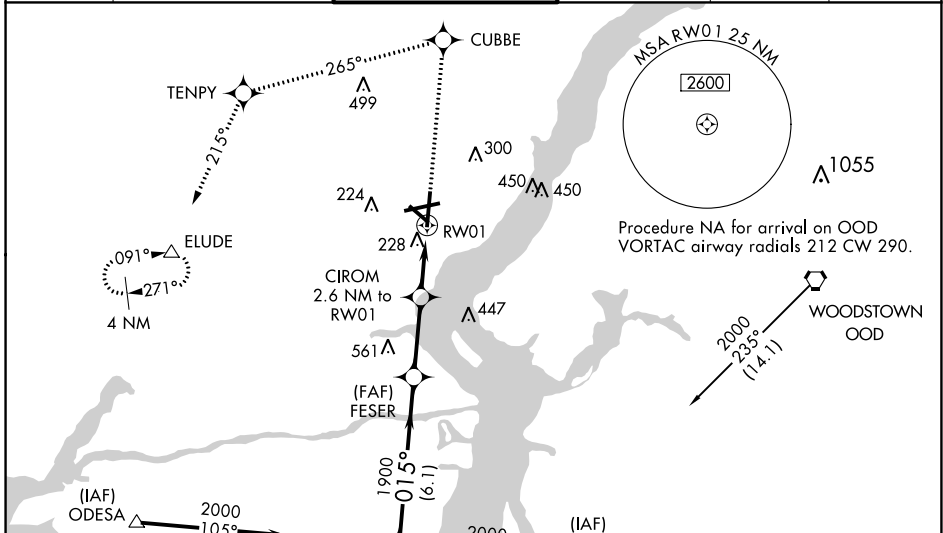 CUBBE
MSA RW01 25 NM
2600
265°
TENPY
499
215°
300
1055
450
450
224
Procedure NA for arrival on OOD
VORTAC airway radials 212 CW 290.
RW01
228
ELUDE
091°
271°
4 NM
CIROM
2.6 NM to
RW01
447
WOODSTOWN
OOD
2000
235°
(14.1)
561
(FAF)
FESER
1900
015°
(6.1)
(IAF)
ODESA
2000
105°
2000
(IAF)